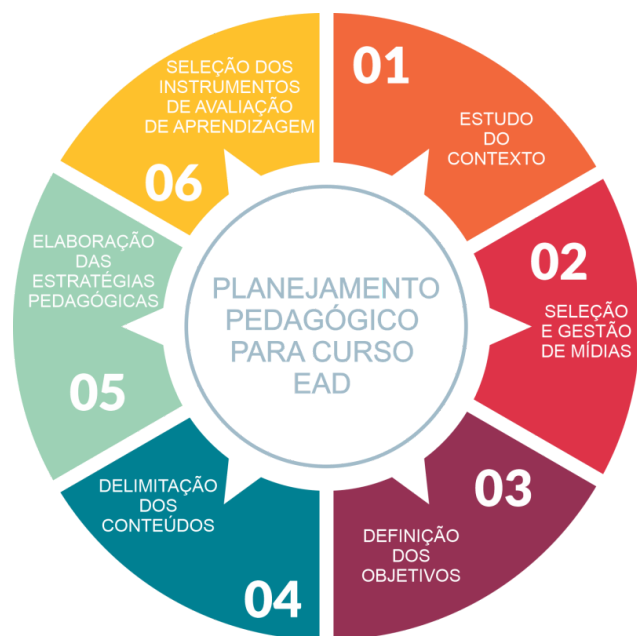 PLANEJAMENTO
PEDAGÓGICO
PARA CURSO
EAD
01
ESTUDO
DO
CONTEXTO
02
SELEÇÃO
E GESTÃO
DE MÍDIAS
03
DEFINIÇÃO
DOS
OBJETIVOS
04
DELIMITAÇÃO
DOS
CONTEÚDOS
05
ELABORAÇÃO
DAS
ESTRATÉGIAS
PEDAGÓGICAS
06
SELEÇÃO DOS
INSTRUMENTOS
DE AVALIAÇÃO
DE APRENDIZAGEM